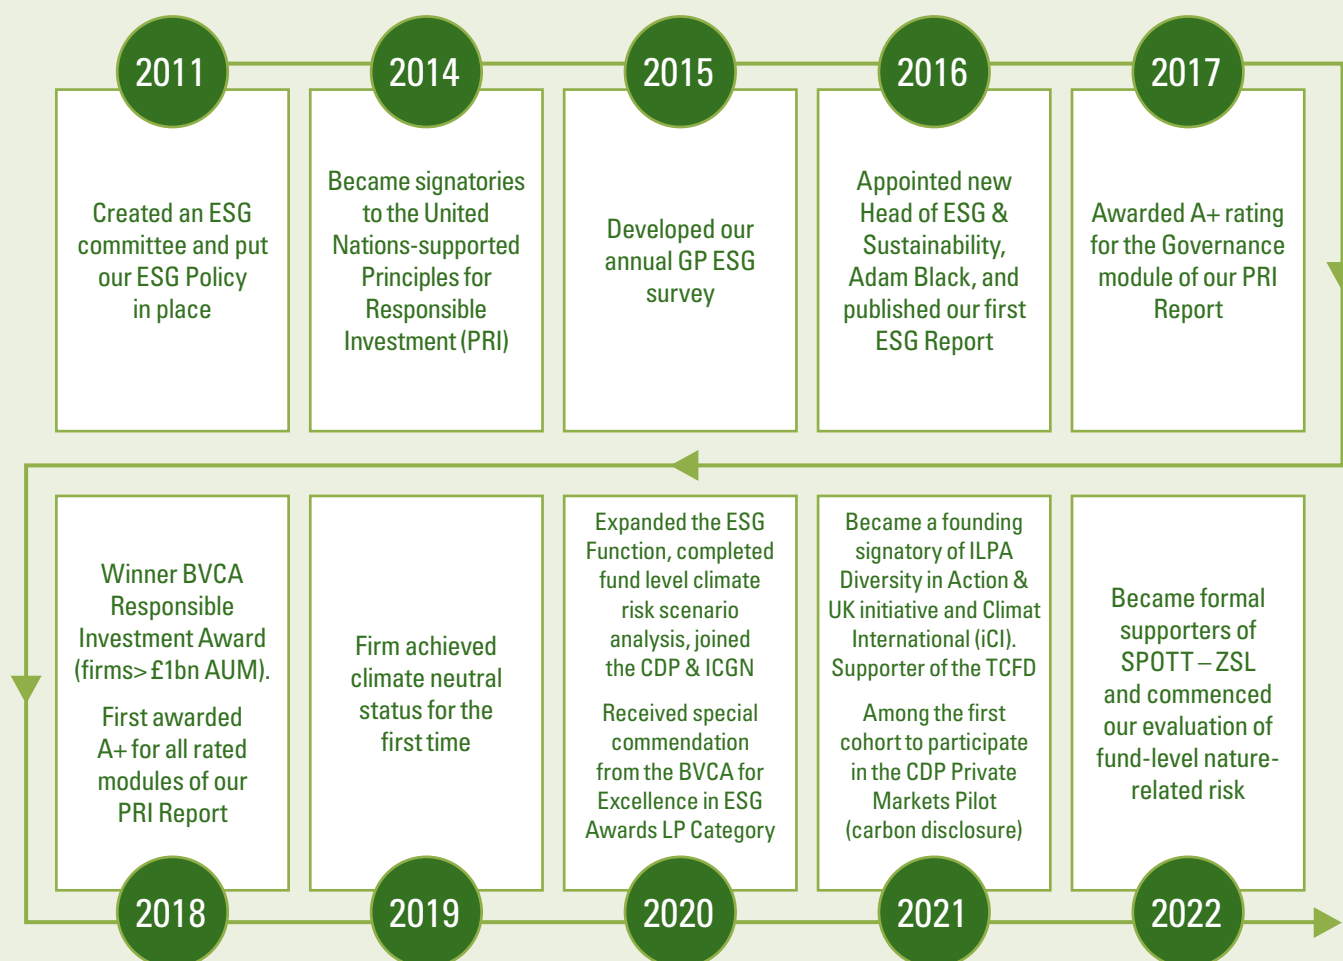 2011
Created an ESG
committee and put
our ESG Policy
in place
2014
Became signatories
to the United
Nations-supported
Principles for
Responsible
Investment (PRI)
2015
Developed our
annual GP ESG
survey
2016
Appointed new
Head of ESG &
Sustainability,
Adam Black, and
published our first
ESG Report
2017
Awarded A+ rating
for the Governance
module of our PRI
Report
Winner BVCA
Responsible
Investment Award
(firms> £1bn AUM).
First awarded
A+ for all rated
modules of our
PRI Report
2018
Firm achieved
climate neutral
status for the
first time
2019
Expanded the ESG
Function, completed
fund level climate
risk scenario
analysis, joined
the CDP & ICGN
Received special
commendation
from the BVCA for
Excellence in ESG
Awards LP Category
2020
Became a founding
signatory of ILPA
Diversity in Action &
UK initiative and Climat
International (iCI).
Supporter of the TCFD
Among the first
cohort to participate
in the CDP Private
Markets Pilot
(carbon disclosure)
2021
Became formal
supporters of
SPOTT – ZSL
and commenced
our evaluation of
fund-level nature-
related risk
2022